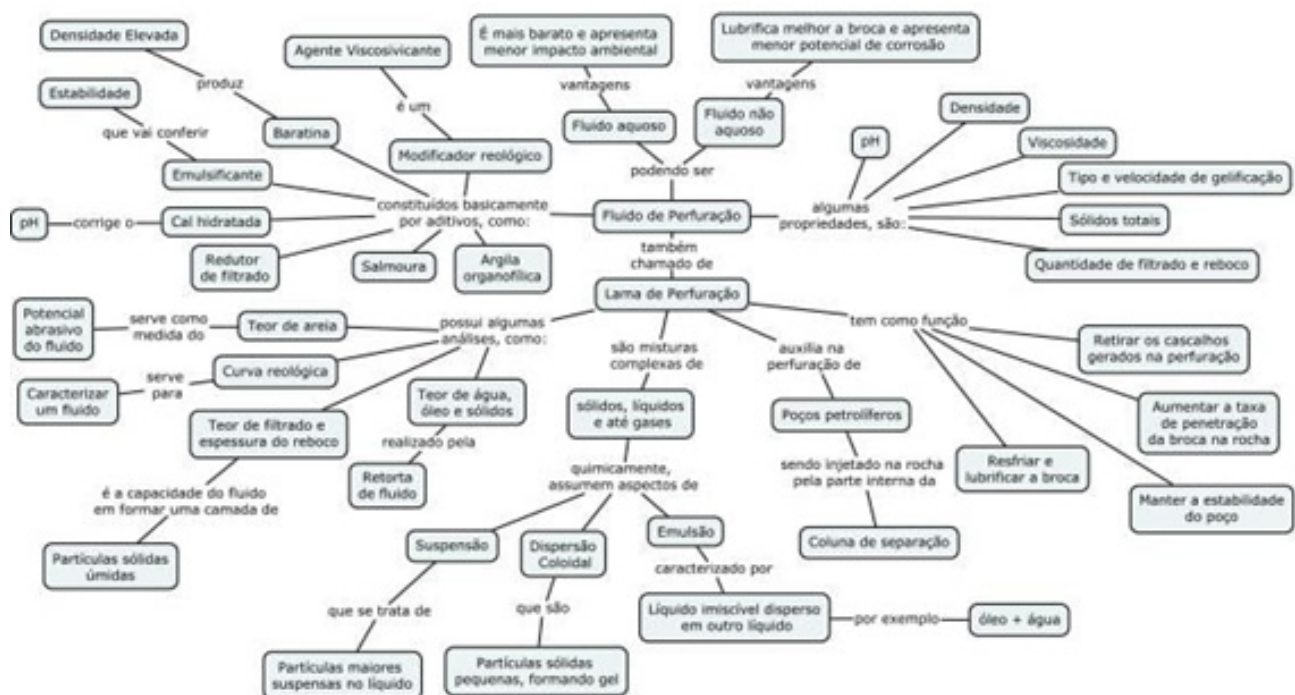 Densidade Elevada
produz
Baratina
Estabilidade
que vai conferir
Emulsificante
pH
corrige o
Cal hidratada
Redutor
de filtrado
Salmoura
Argila
organofílica
Agente Viscosivicante
é um
Modificador reológico
constituídos basicamente
por aditivos, como:
É mais barato e apresenta
menor impacto ambiental
vantagens
Fluido aquoso
Lubrifica melhor a broca e apresenta
menor potencial de corrosão
vantagens
Fluido não
aquoso
podendo ser
Fluido de Perfuração
algumas
propriedades, são:
pH
Densidade
Viscosidade
Tipo e velocidade de gelificação
Sólidos totais
Quantidade de filtrado e reboco
também
chamado de
Lama de Perfuração
possui algumas
análises, como:
Teor de areia
serve como
medida do
Potencial
abrasivo
do fluido
Curva reológica
serve
para
Caracterizar
um fluido
Teor de filtrado e
espessura do reboco
é a capacidade do fluido
em formar uma camada de
Partículas sólidas
úmidas
Teor de água,
óleo e sólidos
realizado pela
Retorta
de fluido
são misturas
complexas de
sólidos, líquidos
e até gases
quimicamente,
assumem aspectos de
Suspensão
que se trata de
Partículas maiores
suspensas no líquido
Dispersão
Coloidal
que são
Partículas sólidas
pequenas, formando gel
Emulsão
caracterizado por
Líquido imiscível disperso
em outro líquido
por exemplo
óleo + água
auxilia na
perfuração de
Poços petrolíferos
sendo injetado na rocha
pela parte interna da
Coluna de separação
tem como função
Retirar os cascalhos
gerados na perfuração
Aumentar a taxa
de penetração
da broca na rocha
Resfriar e
lubrificar a broca
Manter a estabilidade
do poço